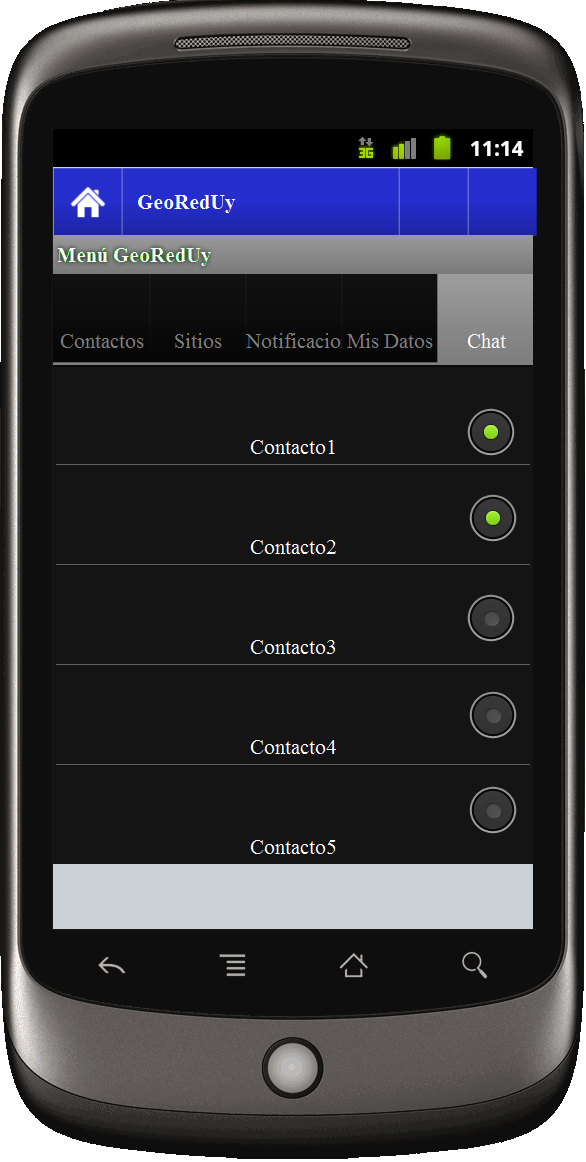 3G 11:14
GeoRedUy
Menú GeoRedUy
Contactos Sitios Notificacio Mis Datos Chat
Contacto1
Contacto2
Contacto3
Contacto4
Contacto5